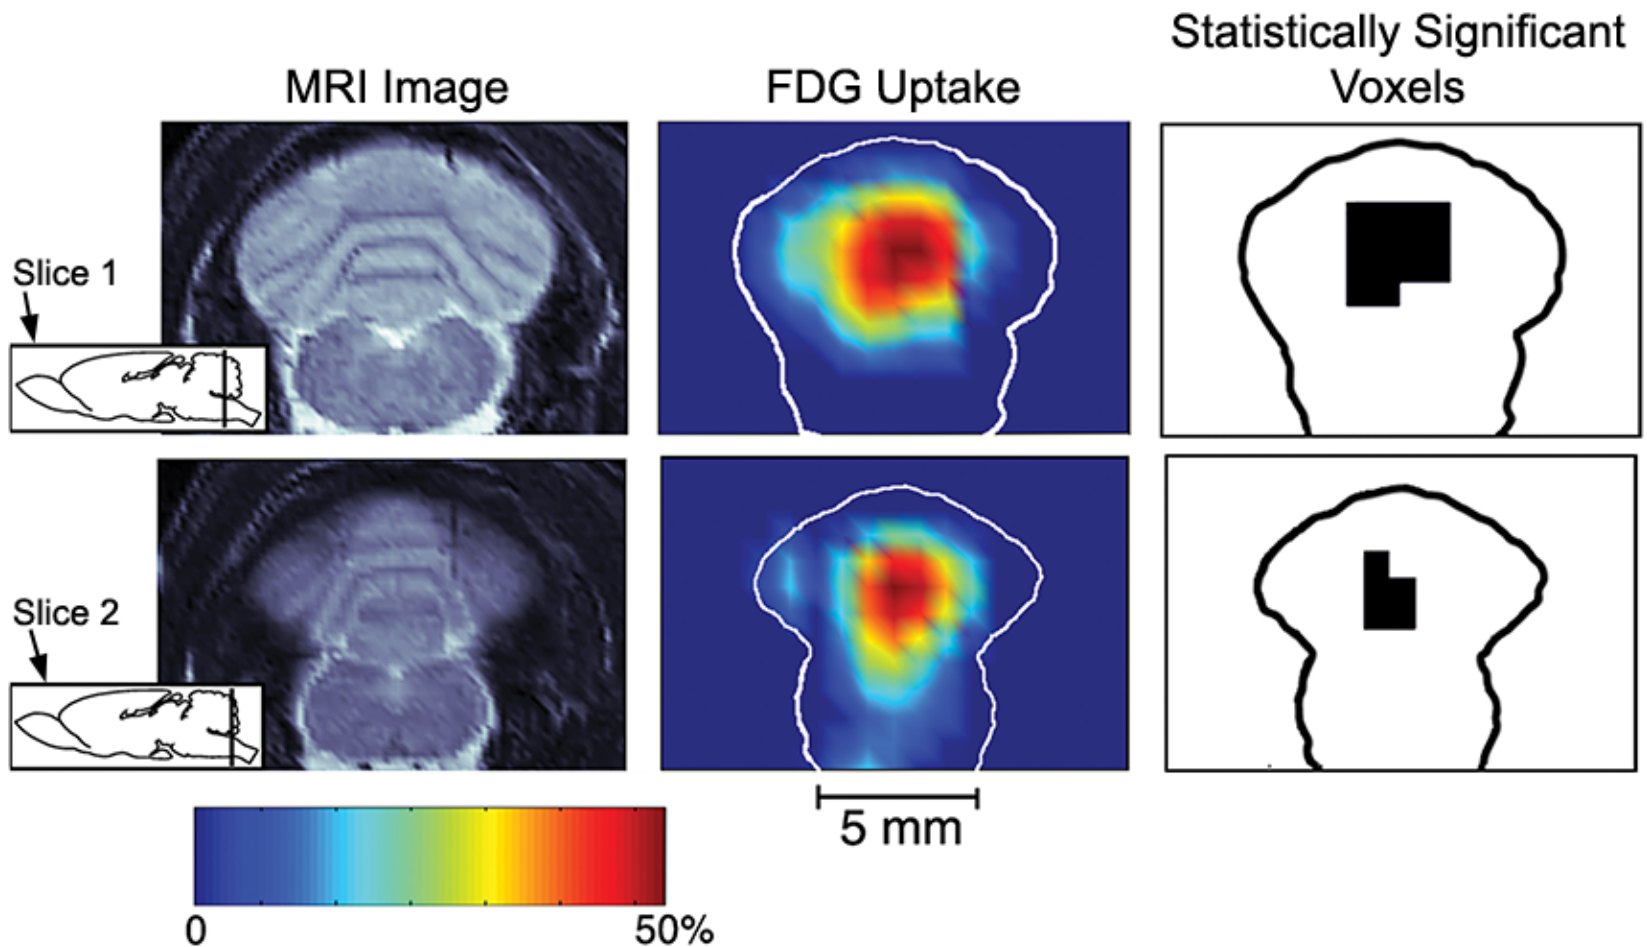 Statistically Significant
MRI Image
FDG Uptake
Voxels
Slice 1
Slice 2
5 mm
0
50%